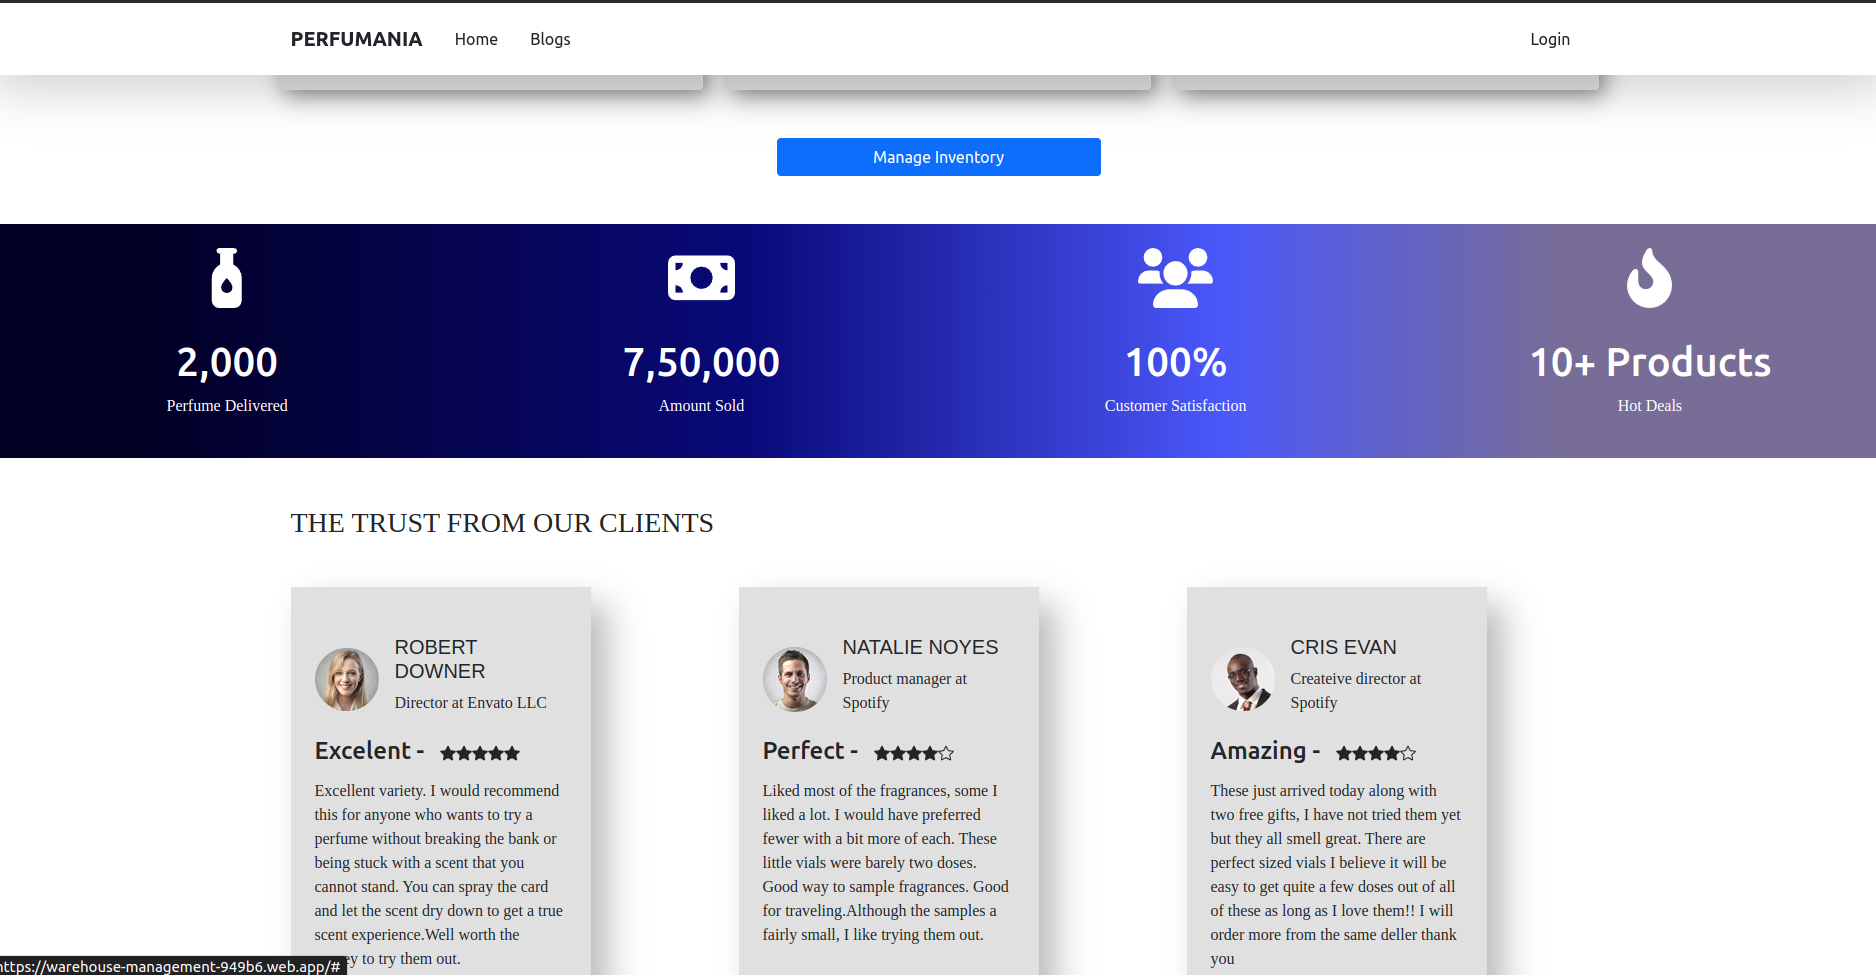 PERFUMANIA Home Blogs Login
Manage Inventory
2,000 7,50,000 100% 10+ Products
Perfume Delivered Amount Sold Customer Satisfaction Hot Deals
THE TRUST FROM OUR CLIENTS
ROBERT
DOWNER
Director at Envato LLC
Excelent -
Excellent variety. I would recommend
this for anyone who wants to try a
perfume without breaking the bank or
being stuck with a scent that you
cannot stand. You can spray the card
and let the scent dry down to get a true
scent experience.Well worth the
to try them out.
NATALIE NOYES
Product manager at
Spotify
Perfect -
Liked most of the fragrances, some I
liked a lot. I would have preferred
fewer with a bit more of each. These
little vials were barely two doses.
Good way to sample fragrances. Good
for traveling.Although the samples a
fairly small, I like trying them out.
CRIS EVAN
Createive director at
Spotify
Amazing -
These just arrived today along with
two free gifts, I have not tried them yet
but they all smell great. There are
perfect sized vials I believe it will be
easy to get quite a few doses out of all
of these as long as I love them!! I will
order more from the same deller thank
you
https://warehouse-management-949b6.web.app/#